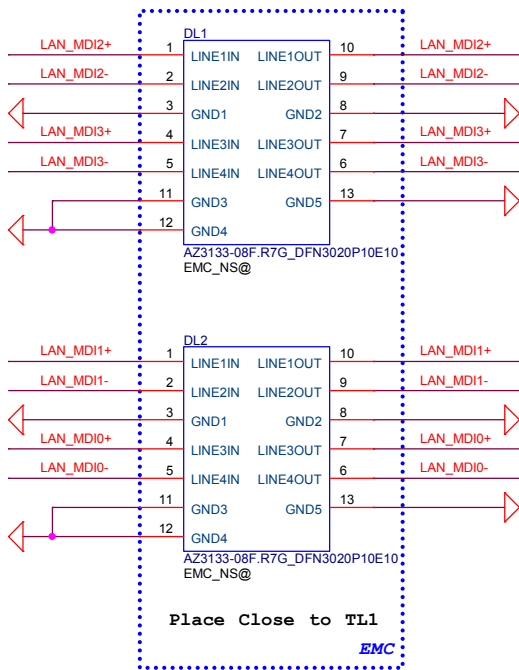 DL1
LAN_MDI2+ 1 LINE1IN LINE1OUT 10 LAN_MDI2+
LAN_MDI2- 2 LINE2IN LINE2OUT 9 LAN_MDI2-
3 GND1 GND2 8
LAN_MDI3+ 4 LINE3IN LINE3OUT 7 LAN_MDI3+
LAN_MDI3- 5 LINE4IN LINE4OUT 6 LAN_MDI3-
11 GND3 GND5 13
12 GND4
AZ3133-08F.R7G_DFN3020P10E10
EMC_NS@
DL2
LAN_MDI1+ 1 LINE1IN LINE1OUT 10 LAN_MDI1+
LAN_MDI1- 2 LINE2IN LINE2OUT 9 LAN_MDI1-
3 GND1 GND2 8
LAN_MDI0+ 4 LINE3IN LINE3OUT 7 LAN_MDI0+
LAN_MDI0- 5 LINE4IN LINE4OUT 6 LAN_MDI0-
11 GND3 GND5 13
12 GND4
AZ3133-08F.R7G_DFN3020P10E10
EMC_NS@
Place Close to TL1
EMC